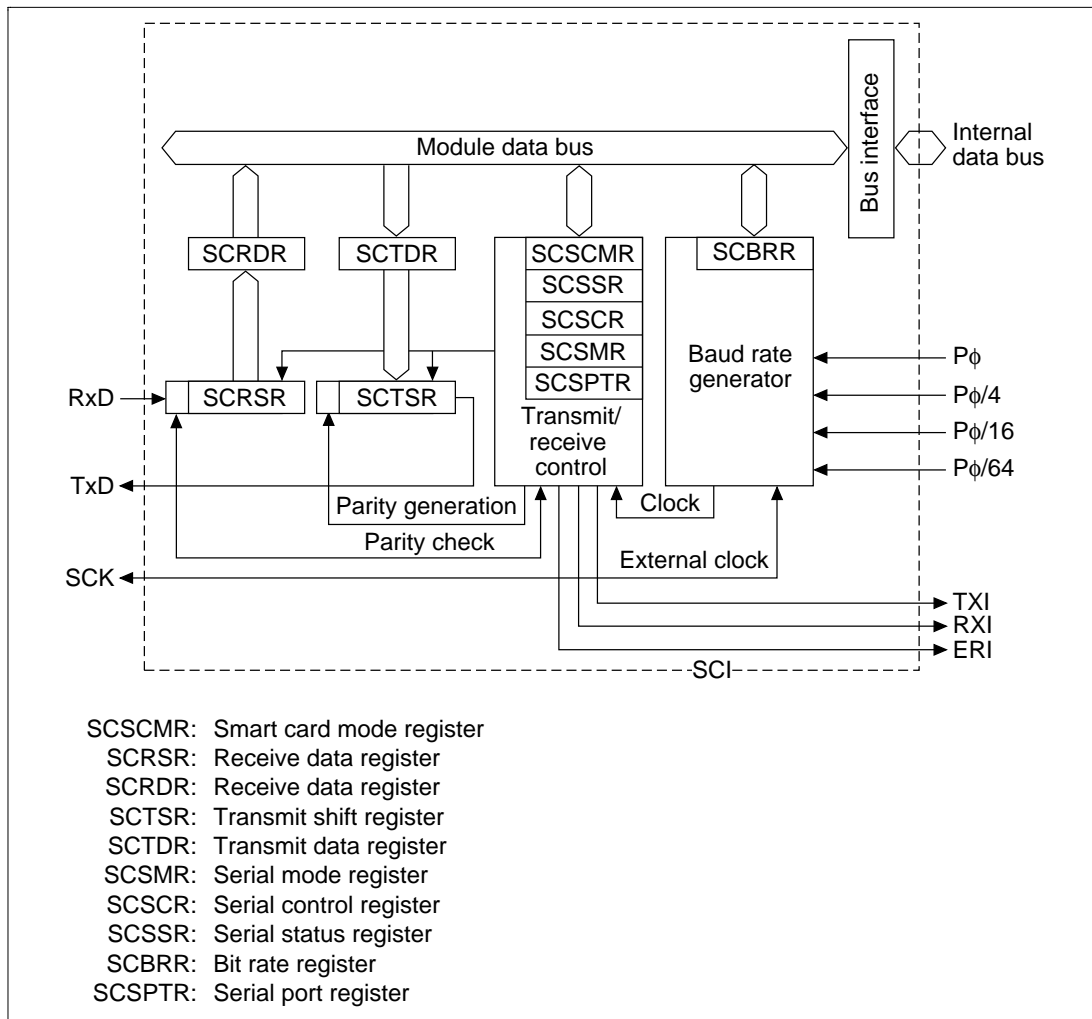 Bus interface
Module data bus
Internal
data bus
SCRDR
SCTDR
SCSCMR
SCSSR
SCSCR
SCSMR
SCSPTR
Transmit/
receive
control
SCBRR
Baud rate
generator
Pφ
Pφ/4
Pφ/16
Pφ/64
RxD
SCRSR
SCTSR
TxD
Parity generation
Clock
Parity check
External clock
SCK
TXI
RXI
ERI
SCI
SCSCMR: Smart card mode register
SCRSR: Receive data register
SCRDR: Receive data register
SCTSR: Transmit shift register
SCTDR: Transmit data register
SCSMR: Serial mode register
SCSCR: Serial control register
SCSSR: Serial status register
SCBRR: Bit rate register
SCSPTR: Serial port register